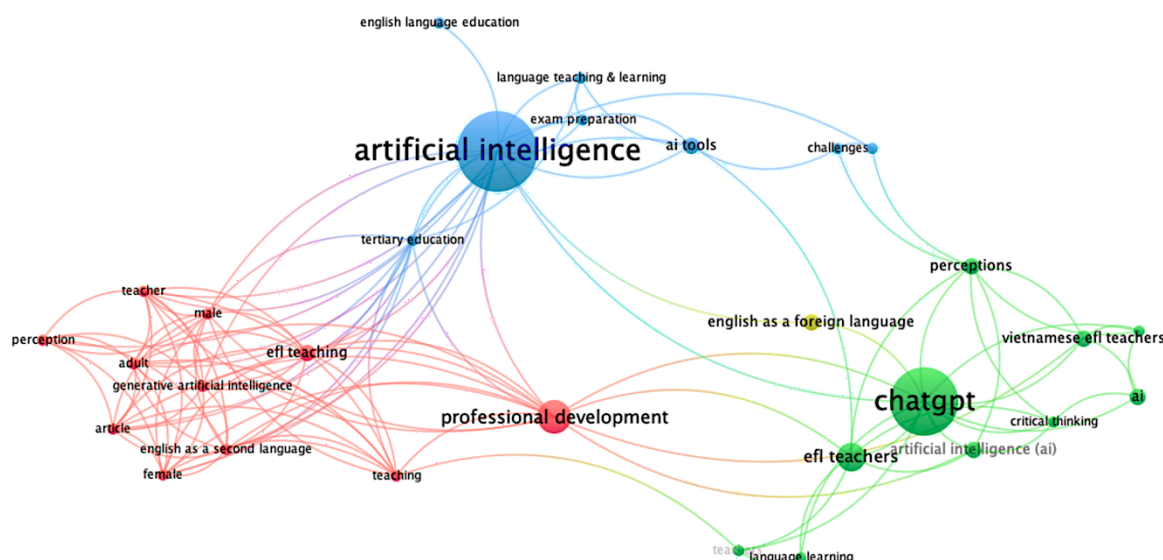 english language education
language teaching & learning
exam preparation
artificial intelligence
ai tools
challenges
tertiary education
perceptions
teacher
male
english as a foreign language
perception
vietnamese efl teachers
efl teaching
adult
generative artificial intelligence
ai
chatgpt
professional development
critical thinking
article
english as a second language
artificial intelligence (ai)
efl teachers
female
teaching
language learning